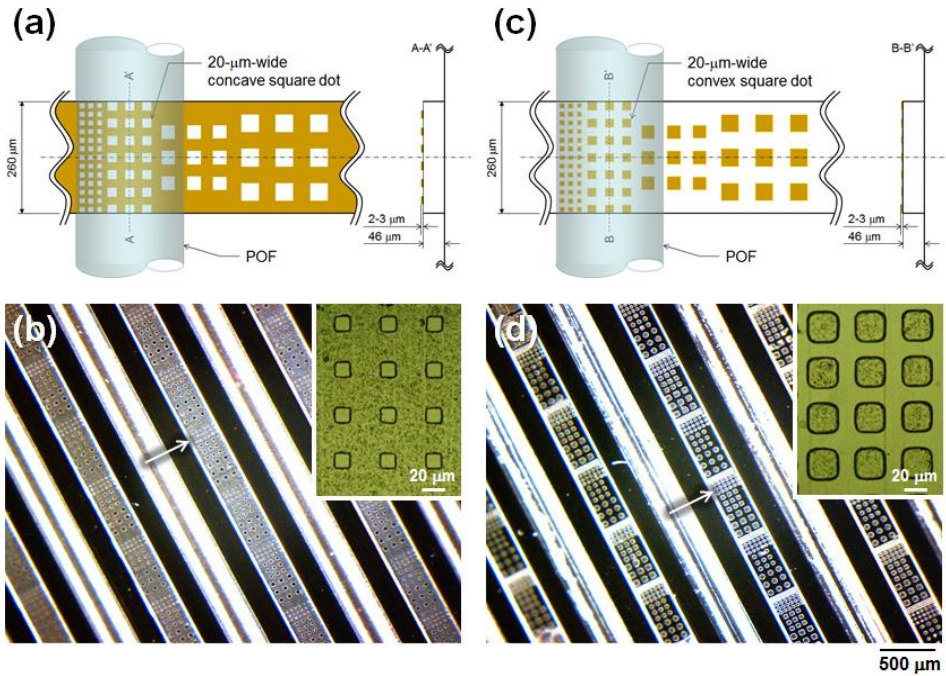 (a)
20-μm-wide
concave square dot
A-A'
A'
260 μm
A
2-3 μm
46 μm
POF
(c)
20-μm-wide
convex square dot
B-B'
B'
260 μm
B
2-3 μm
46 μm
POF
(b)
20 μm
(d)
20 μm
500 μm